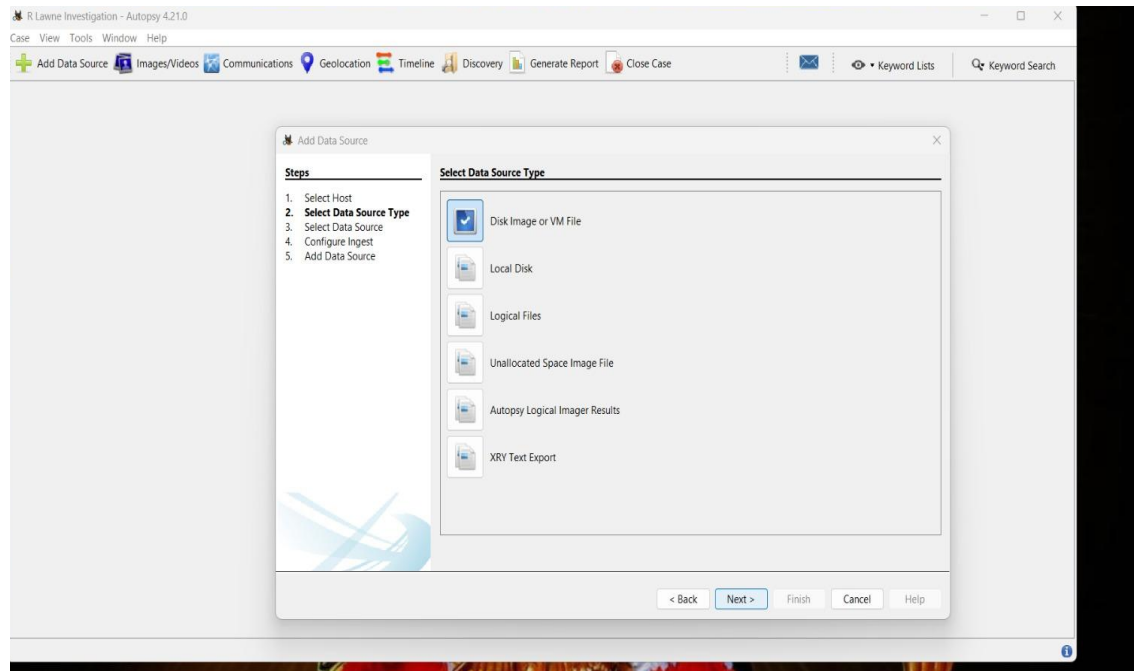 R Lawne Investigation - Autopsy 4.21.0
Case View Tools Window Help
Add Data Source Images/Videos Communications Geolocation Timeline Discovery Generate Report Close Case Keyword Lists Keyword Search
Add Data Source
Steps
1. Select Host
2. Select Data Source Type
3. Select Data Source
4. Configure Ingest
5. Add Data Source
Select Data Source Type
Disk Image or VM File
Local Disk
Logical Files
Unallocated Space Image File
Autopsy Logical Imager Results
XRY Text Export
< Back Next > Finish Cancel Help